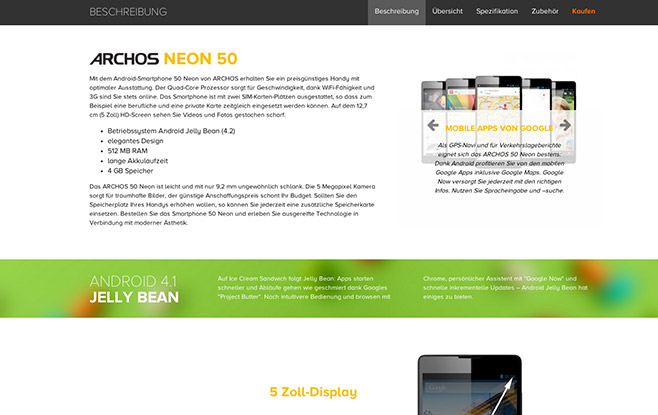 BESCHREIBUNG
Beschreibung Übersicht Spezifikation Zubehör Kaufen
ARCHOS NEON 50
Mit dem Android-Smartphone 50 Neon von ARCHOS erhalten Sie ein preisgünstiges Handy mit
optimaler Ausstattung. Der Quad-Core Prozessor sorgt für Geschwindigkeit, dank WiFi-Fähigkeit und
3G sind Sie stets online. Das Smartphone ist mit zwei SIM-Karten-Plätzen ausgestattet, so dass zum
Beispiel eine berufliche und eine private Karte zeitgleich eingesetzt werden können. Auf dem 12,7
cm (5 Zoll) HD-Screen sehen Sie Videos und Fotos gestochen scharf.
• Betriebssystem Android Jelly Bean (4.2)
• elegantes Design
• 512 MB RAM
• lange Akkulaufzeit
• 4 GB Speicher
Das ARCHOS 50 Neon ist leicht und mit nur 9,2 mm ungewöhnlich schlank. Die 5 Megapixel Kamera
sorgt für traumhafte Bilder, der günstige Anschaffungspreis schont Ihr Budget. Sollten Sie den
Speicherplatz Ihres Handys erhöhen wollen, so können Sie jederzeit eine zusätzliche Speicherkarte
einsetzen. Bestellen Sie das Smartphone 50 Neon und erleben Sie ausgereifte Technologie in
Verbindung mit moderner Ästhetik.
MOBILE APPS VON GOOGLE
Als GPS-Navi und für Verkehrslageberichte
eignet sich das ARCHOS 50 Neon bestens.
Dank Android profitieren Sie von den mobilen
Google Apps inklusive Google Maps. Google
Now versorgt Sie jederzeit mit den richtigen
Infos. Nutzen Sie Spracheingabe und –suche.
ANDROID 4.1
JELLY BEAN
Auf Ice Cream Sandwich folgt Jelly Bean: Apps starten
schneller und Abläufe gehen wie geschmiert dank Googles
"Project Butter". Noch intuitivere Bedienung und browsen mit
Chrome, persönlicher Assistent mit "Google Now" und
schnelle inkrementelle Updates – Android Jelly Bean hat
einiges zu bieten.
5 Zoll-Display